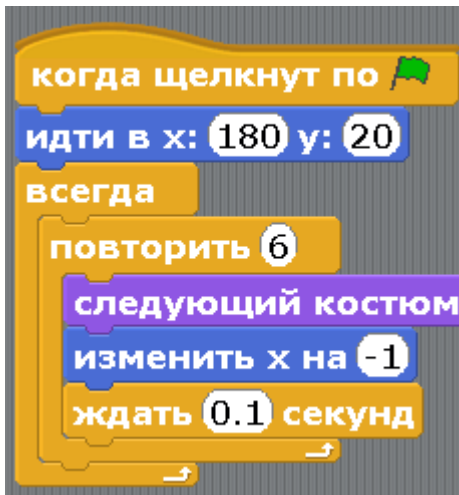 когда щелкнут по
идти в x: 180 y: 20
всегда
повторить 6
следующий костюм
изменить x на -1
ждать 0.1 секунд